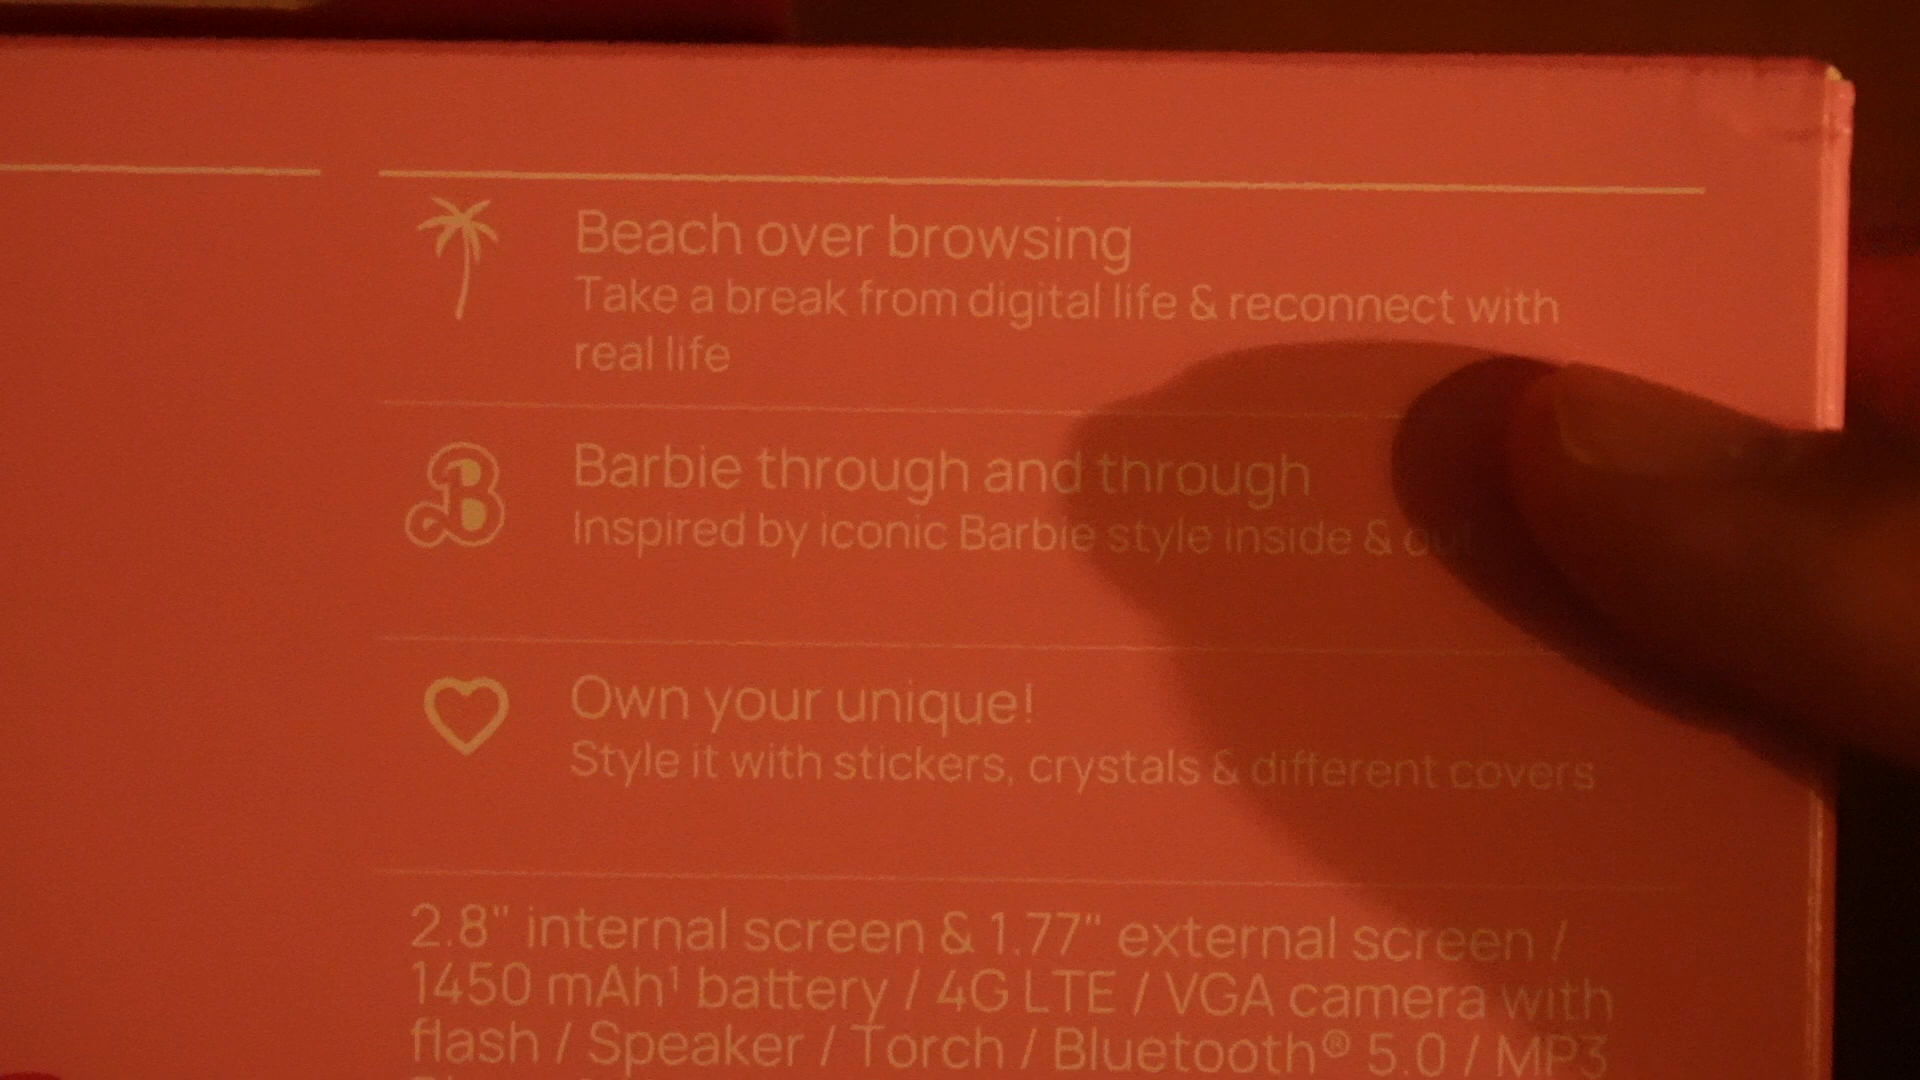 Beach over browsing
Take a break from digital life & reconnect with
real life
B
Barbie through and through
Inspired by iconic Barbie style inside &
Own your unique!
Style it with stickers, crystals & different covers
2.8" internal screen & 1.77" external screen /
1450 mAh¹ battery / 4G LTE / VGA camera with
flash / Speaker / Torch / Bluetooth® 5.0 / MP3